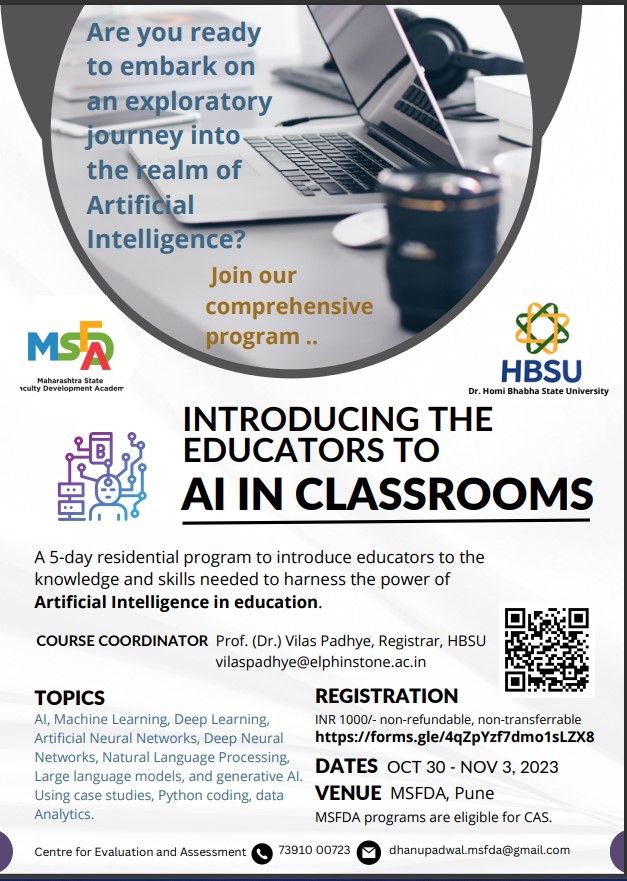 Are you ready
to embark on
an exploratory
journey into
the realm of
Artificial
Intelligence?
Join our
comprehensive
program ..
MSFDA
Maharashtra State
aculty Development Academ
HBSU
Dr. Homi Bhabha State University
INTRODUCING THE
EDUCATORS TO
AI IN CLASSROOMS
B
A 5-day residential program to introduce educators to the
knowledge and skills needed to harness the power of
Artificial Intelligence in education.
COURSE COORDINATOR Prof. (Dr.) Vilas Padhye, Registrar, HBSU
vilaspadhye@elphinstone.ac.in
TOPICS
AI, Machine Learning, Deep Learning,
Artificial Neural Networks, Deep Neural
Networks, Natural Language Processing,
Large language models, and generative AI.
Using case studies, Python coding, data
Analytics.
REGISTRATION
INR 1000/- non-refundable, non-transferrable
https://forms.gle/4qZpYzf7dmo1sLZX8
DATES OCT 30 - NOV 3, 2023
VENUE MSFDA, Pune
MSFDA programs are eligible for CAS.
Centre for Evaluation and Assessment 73910 00723 dhanupadwal.msfda@gmail.com